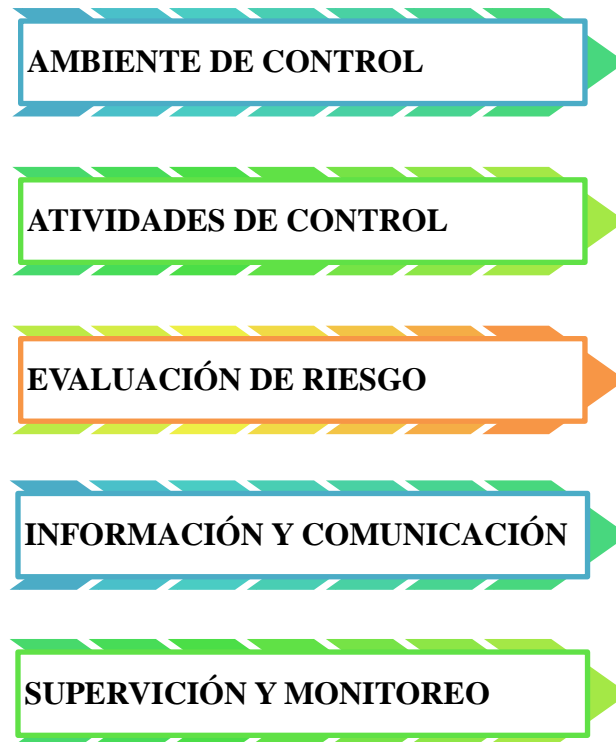 AMBIENTE DE CONTROL
ATIVIDADES DE CONTROL
EVALUACIÓN DE RIESGO
INFORMACIÓN Y COMUNICACIÓN
SUPERVICIÓN Y MONITOREO